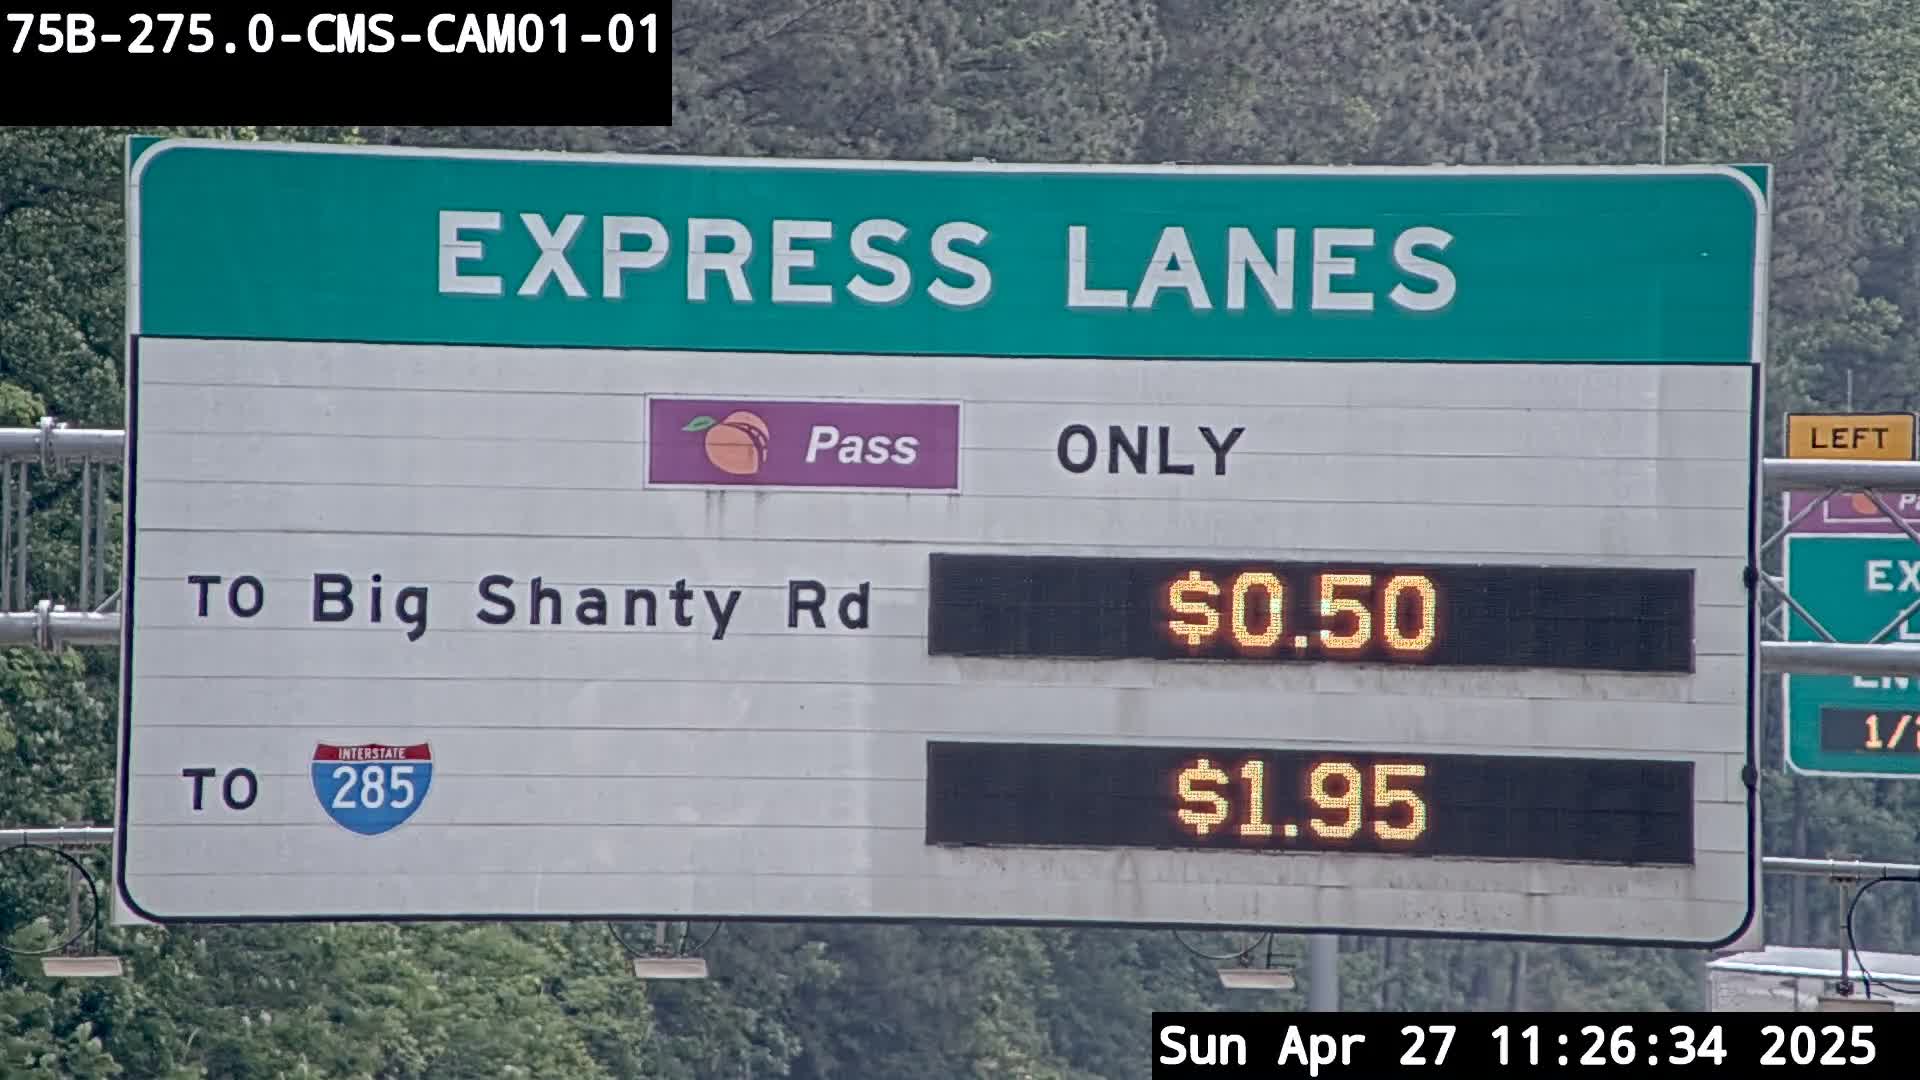 75B-275.0-CMS-CAM01-01
EXPRESS LANES
Pass ONLY
TO Big Shanty Rd $0.50
TO INTERSTATE 285 $1.95
LEFT
Sun Apr 27 11:26:34 2025